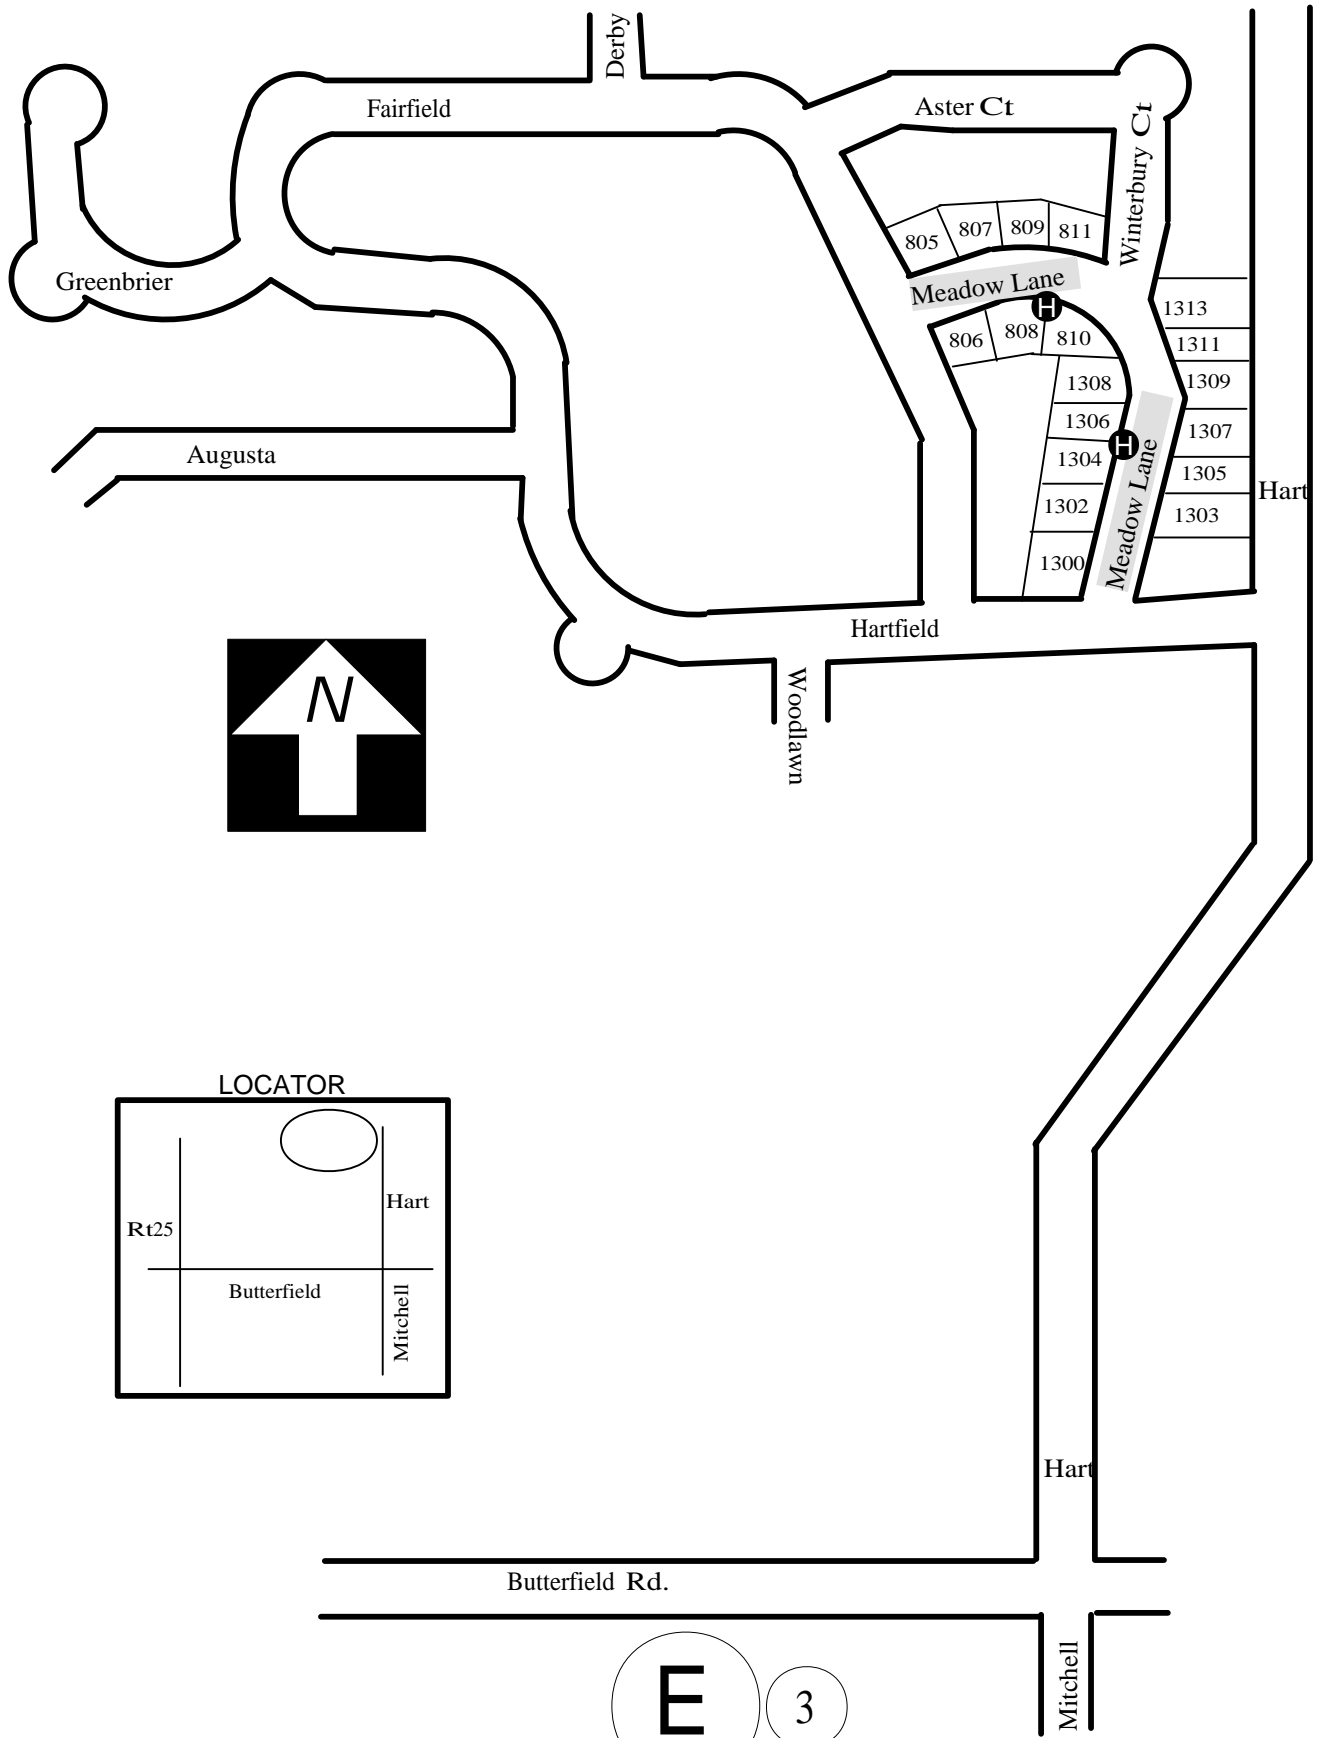 Derby
Fairfield
Aster Ct
Winterbury Ct
805
807
809
811
Greenbrier
Meadow Lane
H
1313
806
808
810
1311
1308
1309
1306
1307
H
Augusta
1304
Meadow Lane
1305
Hart
1302
1303
1300
Hartfield
N
Woodlawn
LOCATOR
Hart
Rt25
Butterfield
Mitchell
Hart
Butterfield Rd.
E
3
Mitchell